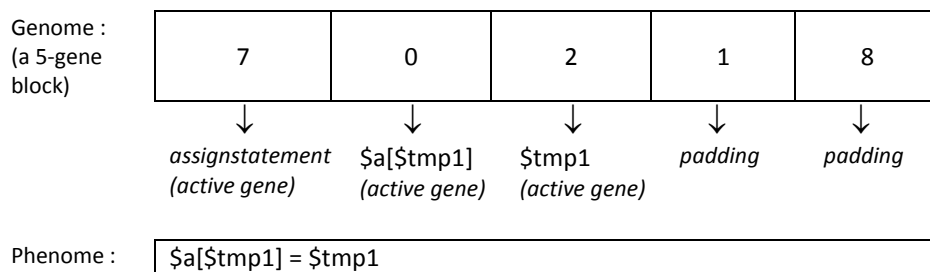 Genome :
(a 5-gene
block)
7 0 2 1 8
assignstatement $a[$tmp1] $tmp1 padding padding
(active gene) (active gene) (active gene)
Phenome : $a[$tmp1] = $tmp1